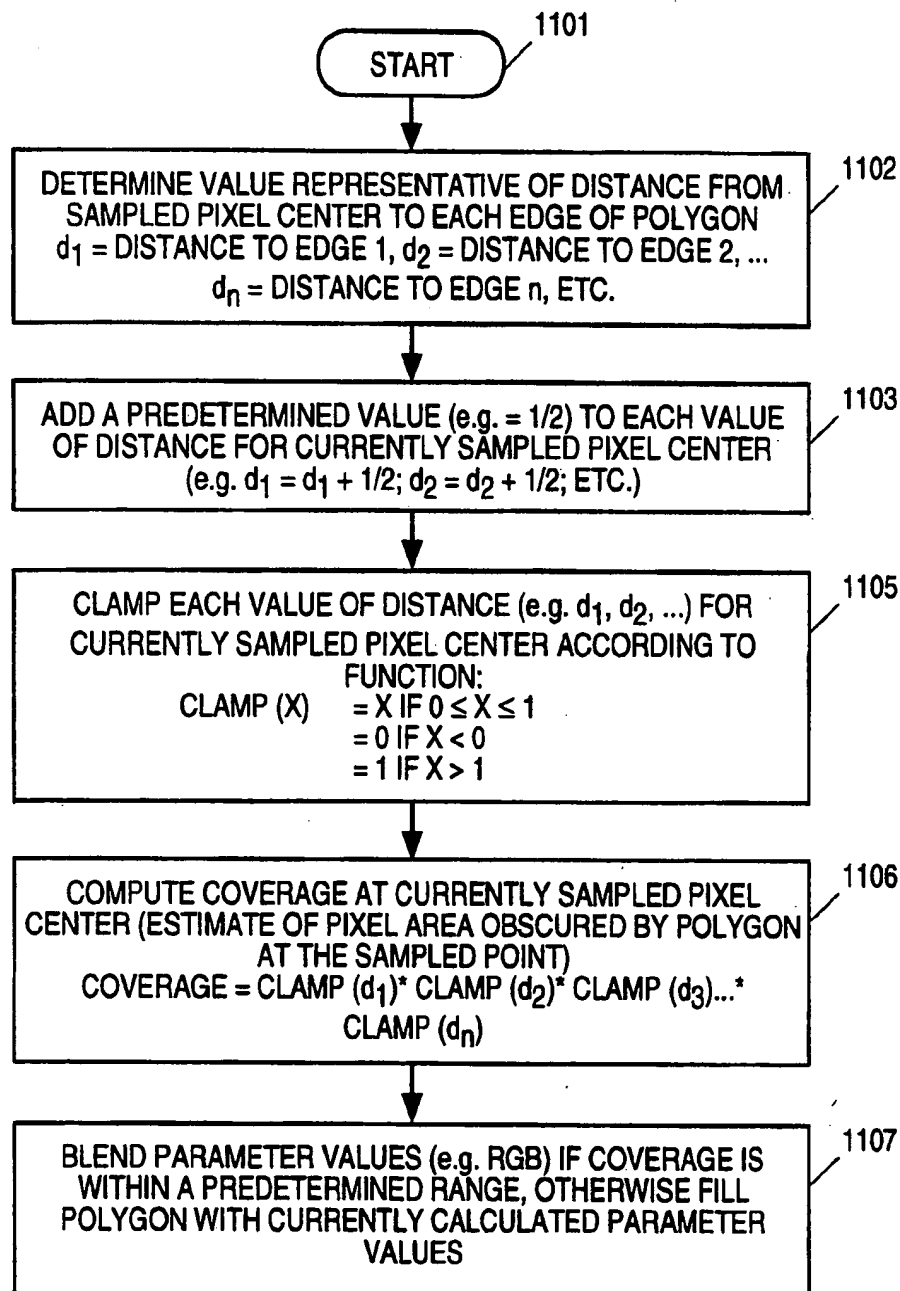 1101
START
1102
DETERMINE VALUE REPRESENTATIVE OF DISTANCE FROM
SAMPLED PIXEL CENTER TO EACH EDGE OF POLYGON
d1 = DISTANCE TO EDGE 1, d2 = DISTANCE TO EDGE 2, ...
dn = DISTANCE TO EDGE n, ETC.
1103
ADD A PREDETERMINED VALUE (e.g. = 1/2) TO EACH VALUE
OF DISTANCE FOR CURRENTLY SAMPLED PIXEL CENTER
(e.g. d1 = d1 + 1/2; d2 = d2 + 1/2; ETC.)
1105
CLAMP EACH VALUE OF DISTANCE (e.g. d1, d2, ...) FOR
CURRENTLY SAMPLED PIXEL CENTER ACCORDING TO
FUNCTION:
CLAMP (X) = X IF 0 ≤ X ≤ 1
= 0 IF X < 0
= 1 IF X > 1
1106
COMPUTE COVERAGE AT CURRENTLY SAMPLED PIXEL
CENTER (ESTIMATE OF PIXEL AREA OBSCURED BY POLYGON
AT THE SAMPLED POINT)
COVERAGE = CLAMP (d1)* CLAMP (d2)* CLAMP (d3)...*
CLAMP (dn)
1107
BLEND PARAMETER VALUES (e.g. RGB) IF COVERAGE IS
WITHIN A PREDETERMINED RANGE, OTHERWISE FILL
POLYGON WITH CURRENTLY CALCULATED PARAMETER
VALUES